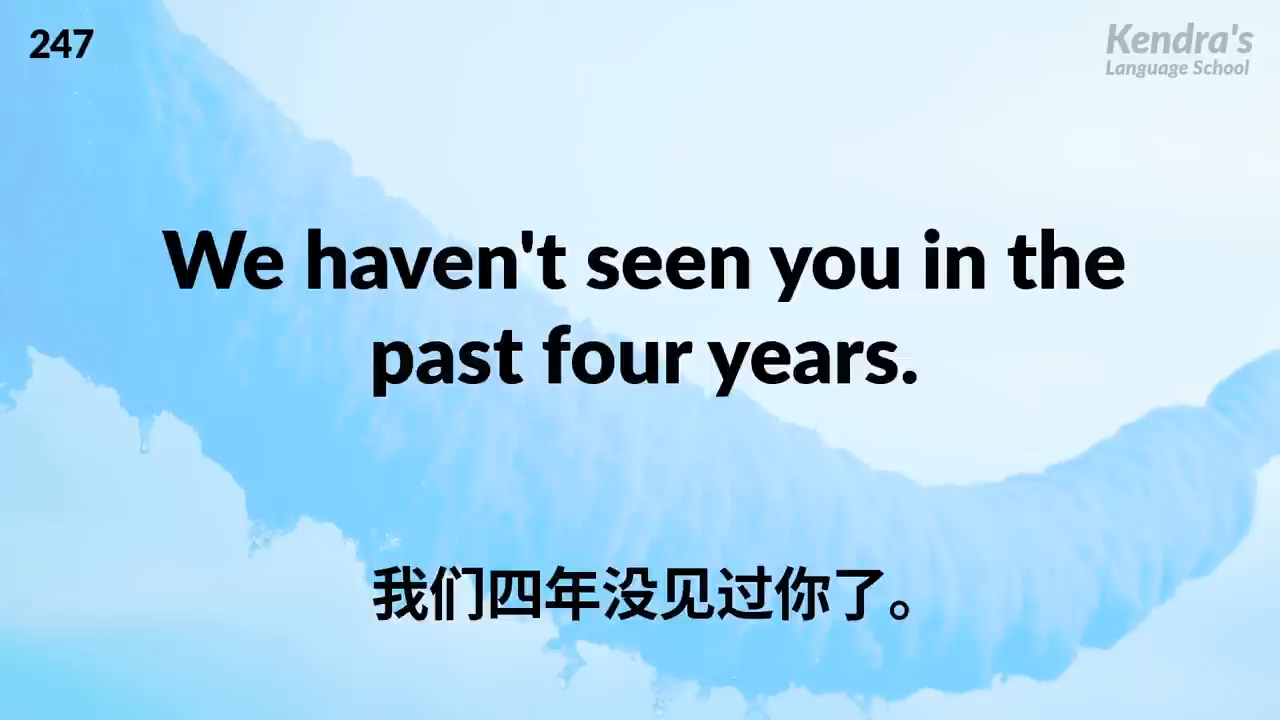 247
Kendra's
Language School
We haven't seen you in the
past four years.
我们四年没见过你了。